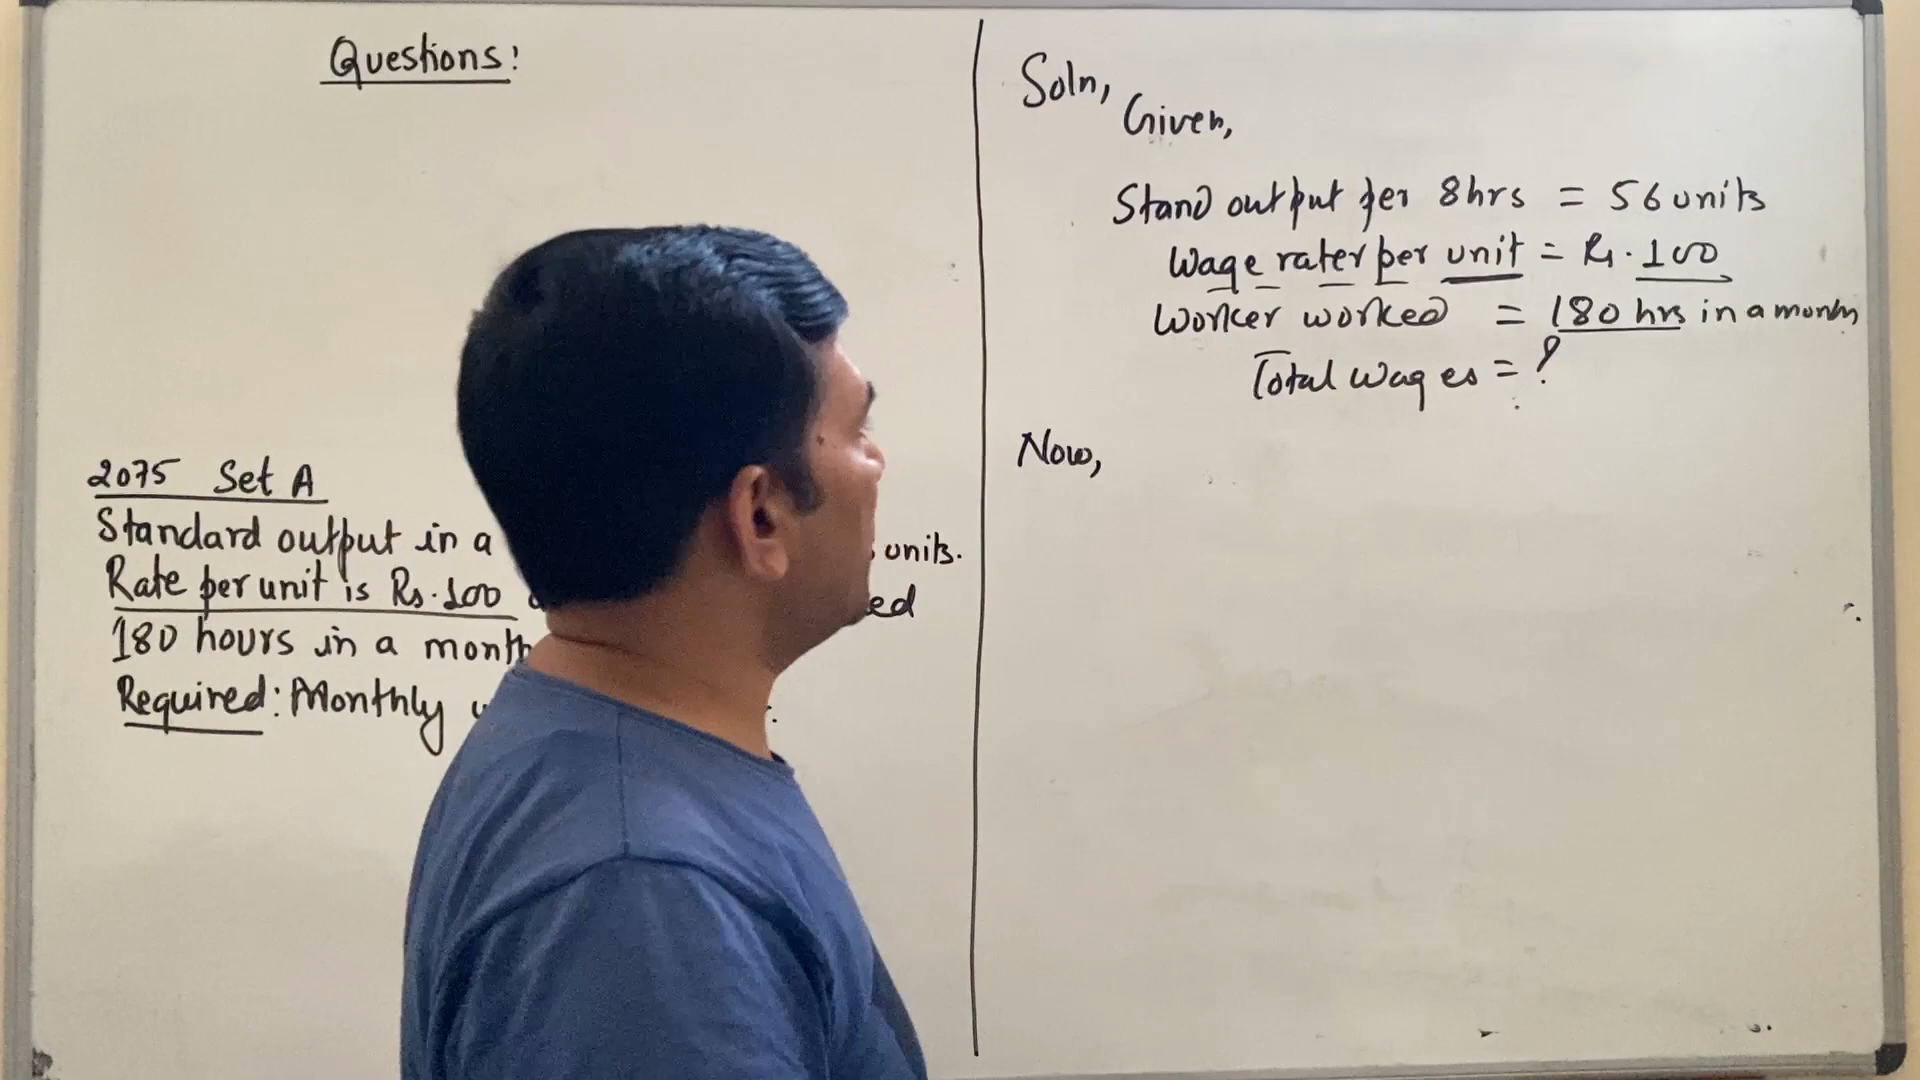 Questions:
2075 Set A
Standard output in a units.
Rate per unit is Rs. 100 ed
180 hours in a month
Required: Monthly
Soln,
Given,
Stand output per 8hrs = 56 units
Wage rater per unit = Rs. 100
Worker worked = 180 hrs in a month
Total wages = ?
Now,